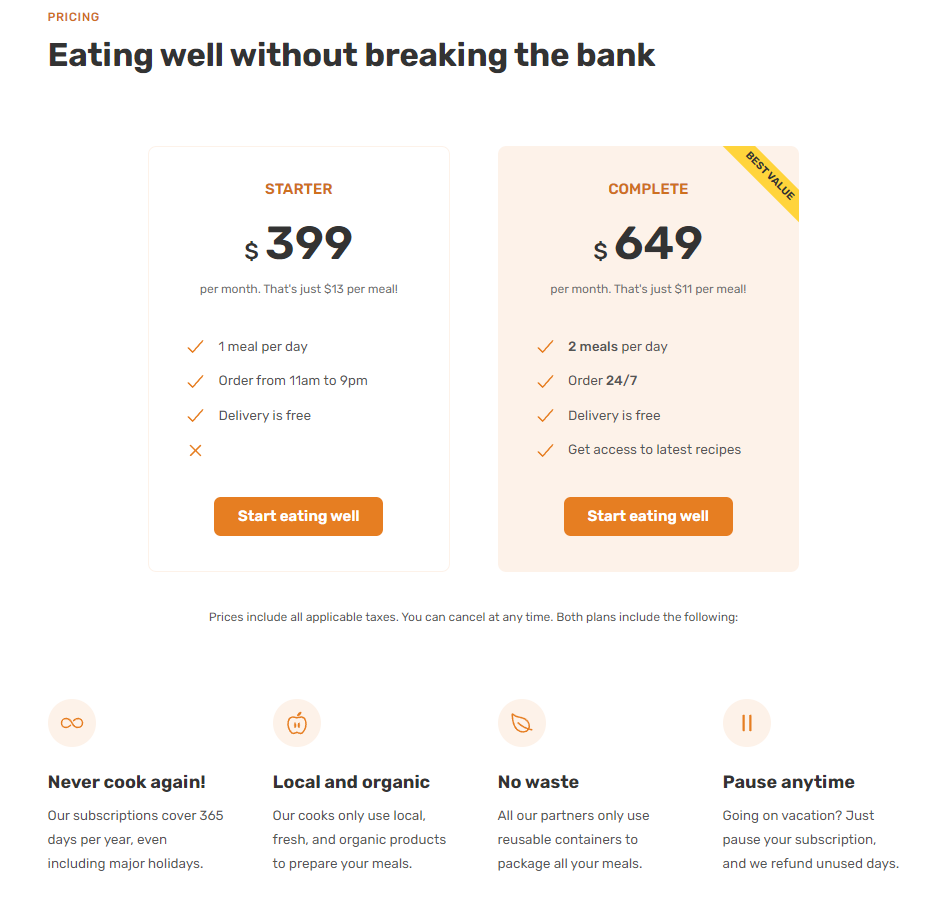 PRICING
Eating well without breaking the bank
STARTER
$ 399
per month. That's just $13 per meal!
1 meal per day
Order from 11am to 9pm
Delivery is free
Start eating well
BEST VALUE
COMPLETE
$ 649
per month. That's just $11 per meal!
2 meals per day
Order 24/7
Delivery is free
Get access to latest recipes
Start eating well
Prices include all applicable taxes. You can cancel at any time. Both plans include the following:
Never cook again!
Our subscriptions cover 365
days per year, even
including major holidays.
Local and organic
Our cooks only use local,
fresh, and organic products
to prepare your meals.
No waste
All our partners only use
reusable containers to
package all your meals.
Pause anytime
Going on vacation? Just
pause your subscription,
and we refund unused days.